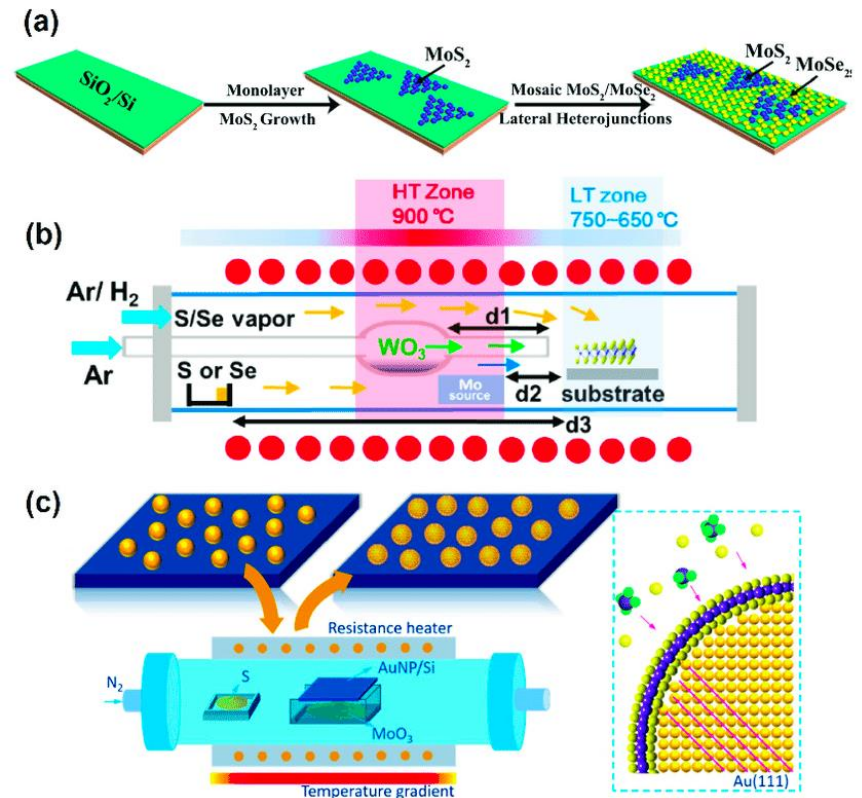 (a)
SiO2/Si
Monolayer
MoS2 Growth
MoS2
Mosaic MoS2/MoSe2
Lateral Heterojunctions
MoS2
MoSe2s
(b)
HT Zone
900 °C
LT zone
750~650 °C
Ar/ H2
S/Se vapor
d1
Ar
WO3
S or Se
Mo
source
d2
substrate
d3
(c)
Resistance heater
AuNP/Si
N2
S
MoO3
Temperature gradient
Au(111)